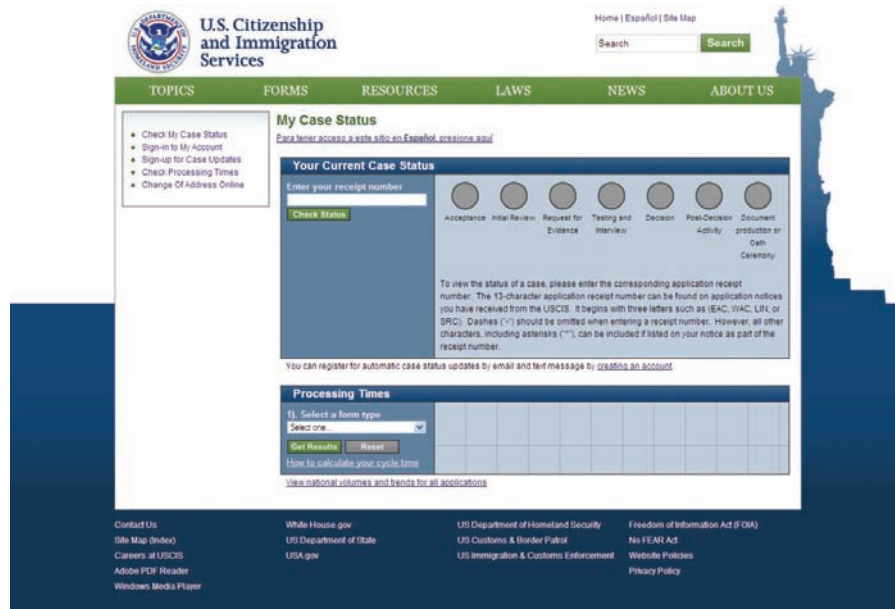 U.S. Citizenship
and Immigration
Services
Home | Español | Site Map
Search
Search
TOPICS
FORMS
RESOURCES
LAWS
NEWS
ABOUT US
Check My Case Status
Sign-in to My Account
Sign-up for Case Updates
Check Processing Times
Change Of Address Online
My Case Status
Para tener acceso a este sitio en Español, presione aquí
Your Current Case Status
Enter your receipt number
Check Status
Acceptance
Initial Review
Request for
Evidence
Testing and
Interview
Decision
Post-Decision
Activity
Document
production or
Oath
Ceremony
To view the status of a case, please enter the corresponding application receipt
number. The 13-character application receipt number can be found on application notices
you have received from the USCIS. It begins with three letters such as (EAC, WAC, LIN, or
SRC). Dashes ("-") should be omitted when entering a receipt number. However, all other
characters, including asterisks ("*"), can be included if listed on your notice as part of the
receipt number.
You can register for automatic case status updates by email and text message by creating an account.
Processing Times
1). Select a form type
Select one...
Get Results
Reset
How to calculate your cycle time
View national volumes and trends for all applications
Contact Us
Site Map (Index)
Careers at USCIS
Adobe PDF Reader
Windows Media Player
White House.gov
US Department of State
USA.gov
US Department of Homeland Security
US Customs & Border Patrol
US Immigration & Customs Enforcement
Freedom of Information Act (FOIA)
No FEAR Act
Website Policies
Privacy Policy